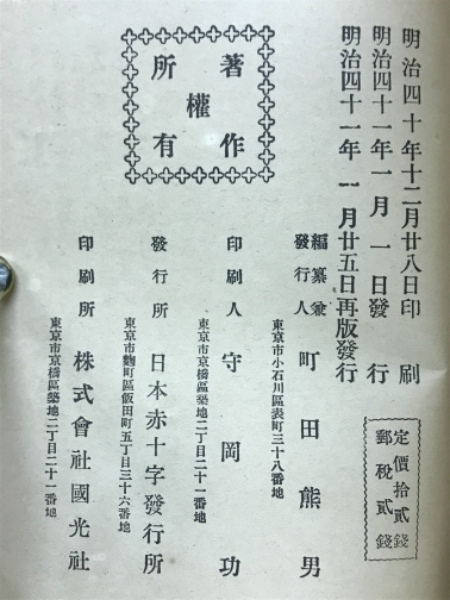 明治四十年十二月廿八日印刷
明治四十一年一月一日發行
明治四十一年一月廿五日再版發行
定價拾貳錢
郵稅貳錢
著作權所有
編纂兼發行人 町田熊男
東京市小石川區表町三十八番地
印刷人 守岡功
東京市京橋區築地二丁目二十一番地
發行所 日本赤十字發行所
東京市麴町區飯田町五丁目三十六番地
印刷所 株式會社國光社
東京市京橋區築地二丁目二十一番地